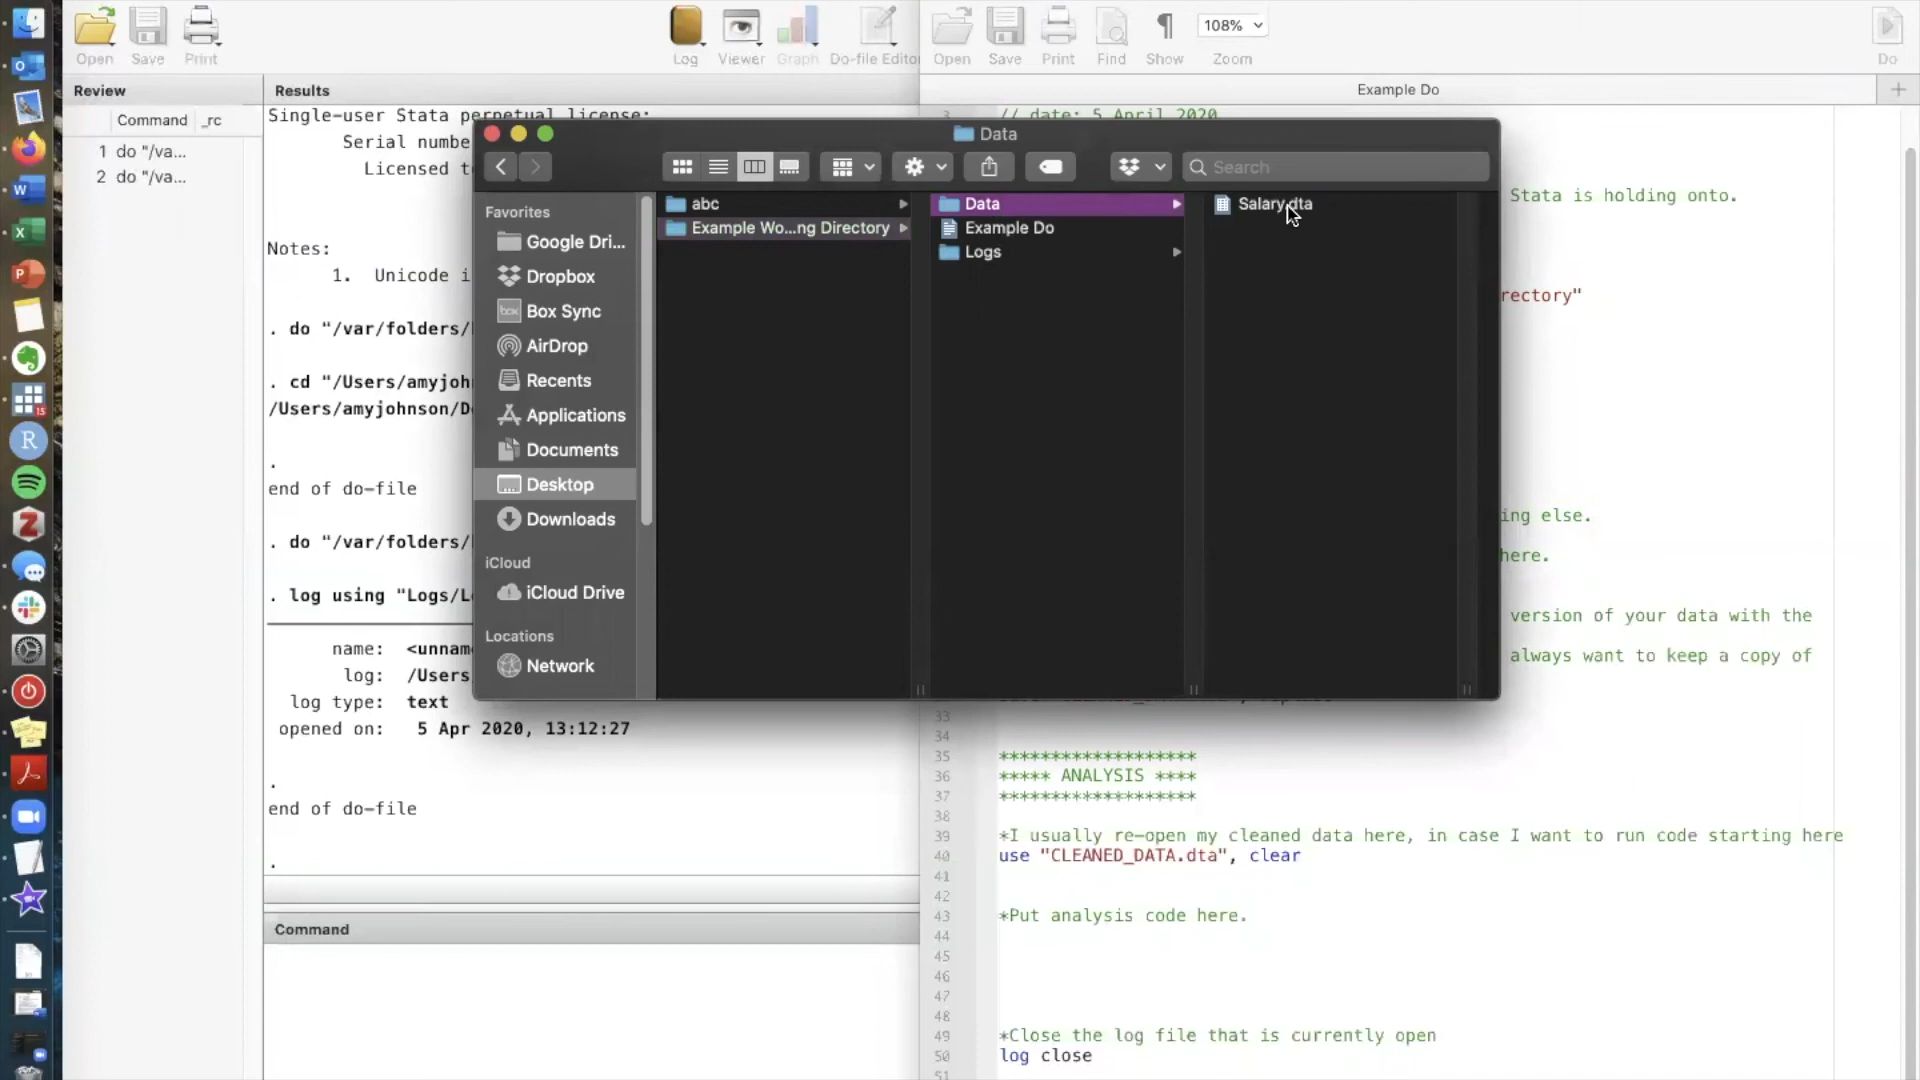 Open
Save
Print
Log
Viewer
Graph
Do-file Edito
Open
Save
Print
Find
Show
108%
Zoom
Do
Review
Results
Example Do
Command
_rc
1 do "/va...
2 do "/va...
Single-user Stata perpetual license:
Serial numbe
Licensed t
Notes:
1. Unicode i
. do "/var/folders/
. cd "/Users/amyjoh
/Users/amyjohnson/D
.
end of do-file
. do "/var/folders/
. log using "Logs/L
name: <unnam
log: /Users
log type: text
opened on: 5 Apr 2020, 13:12:27
.
end of do-file
.
Command
Data
Search
Favorites
Google Dri...
Dropbox
Box Sync
AirDrop
Recents
Applications
Documents
Desktop
Downloads
iCloud
iCloud Drive
Locations
Network
abc
Example Wo...ng Directory
Data
Example Do
Logs
Salary.dta
3 // date: 5 April 2020
Stata is holding onto.
rectory"
ing else.
here.
version of your data with the
always want to keep a copy of
33
34
35 *******************
36 ***** ANALYSIS ****
37 *******************
38
39 *I usually re-open my cleaned data here, in case I want to run code starting here
40 use "CLEANED_DATA.dta", clear
41
42
43 *Put analysis code here.
44
45
46
47
48
49 *Close the log file that is currently open
50 log close
51